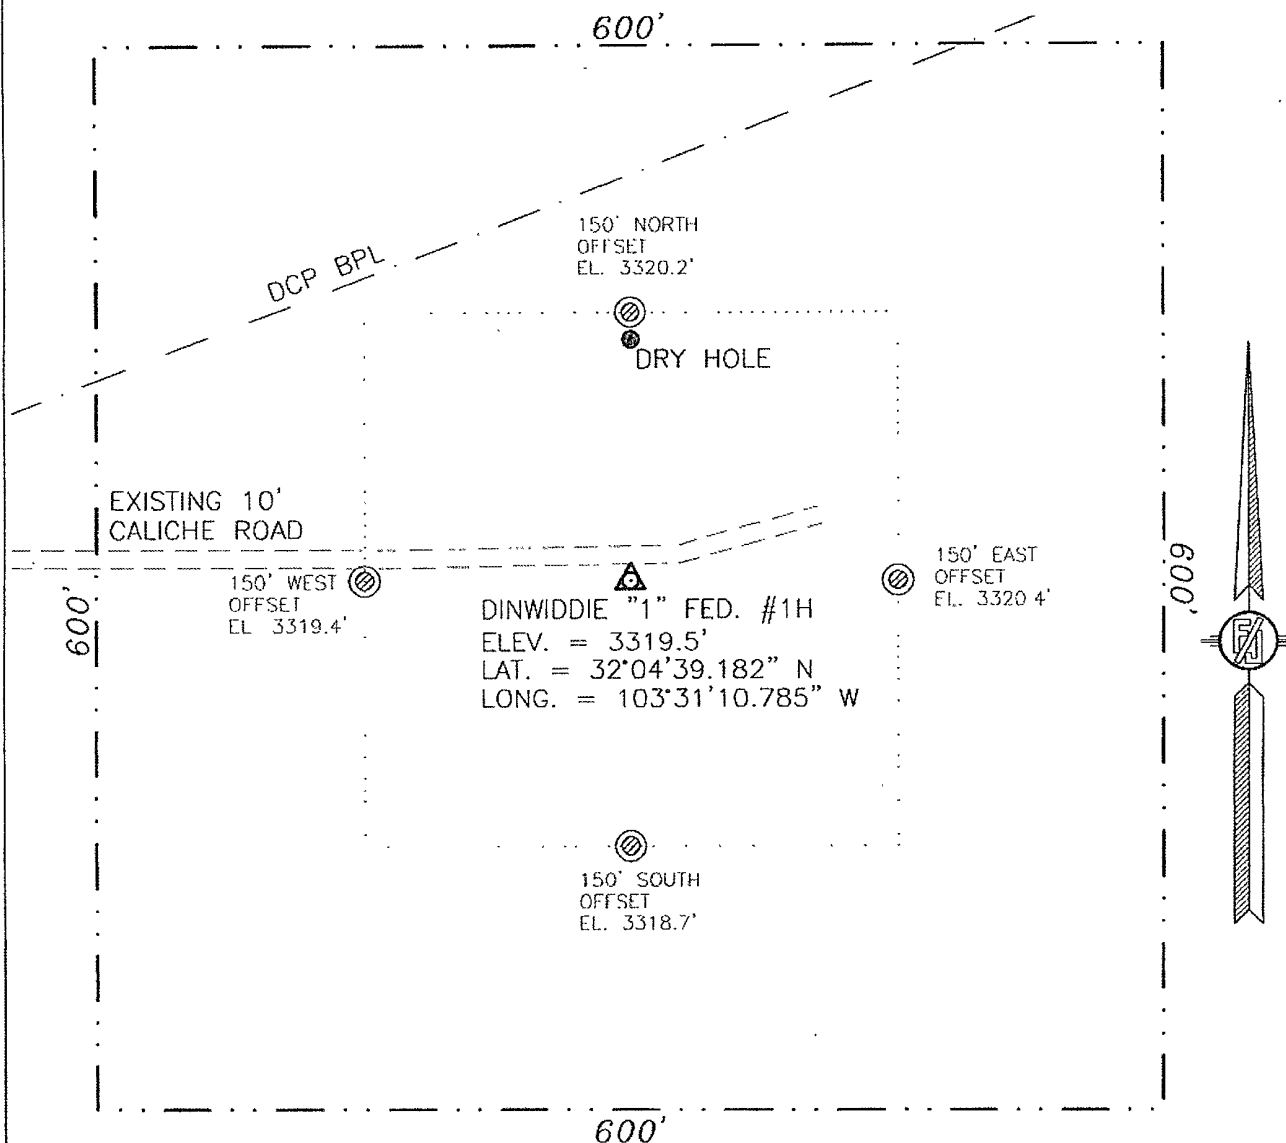 600'
150' NORTH
OFFSET
EL. 3320.2'
DCP BPL
DRY HOLE
EXISTING 10'
CALICHE ROAD
150' WEST
OFFSET
EL 3319.4'
150' EAST
OFFSET
EL. 3320 4'
600'
600'
DINWIDDIE "1" FED. #1H
ELEV. = 3319.5'
LAT. = 32°04'39.182" N
LONG. = 103°31'10.785" W
150' SOUTH
OFFSET
EL. 3318.7'
600'